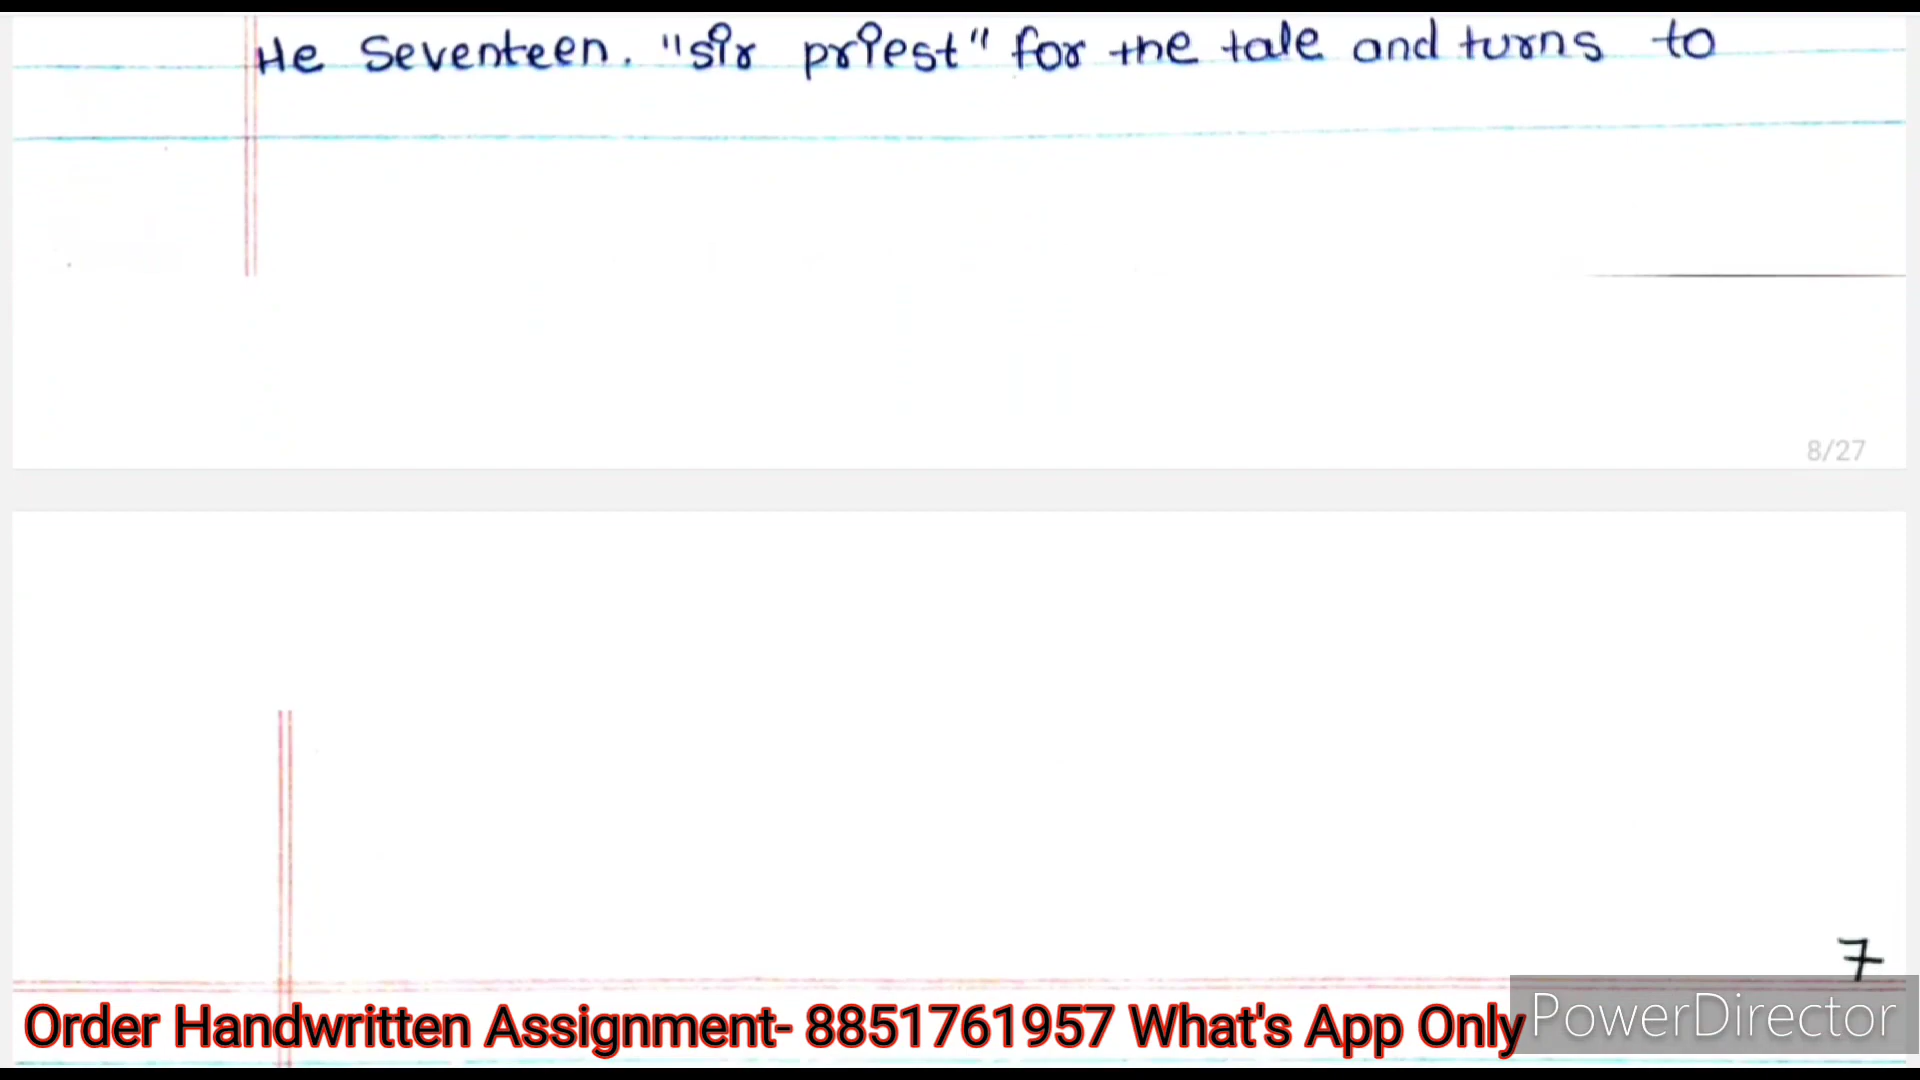 He Seventeen. "sir priest" for the tale and turns to
8/27
7
Order Handwritten Assignment- 8851761957 What's App Only
PowerDirector